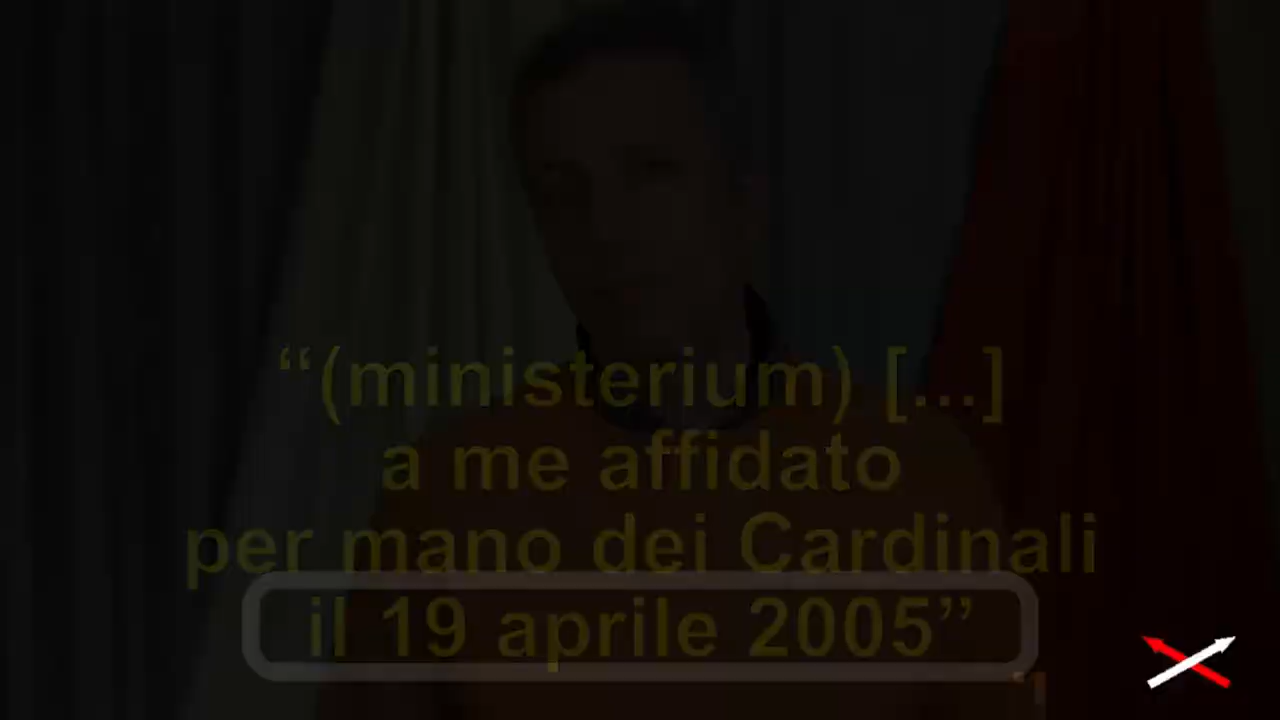 “(ministerium) [...]
a me affidato
per mano dei Cardinali
il 19 aprile 2005”